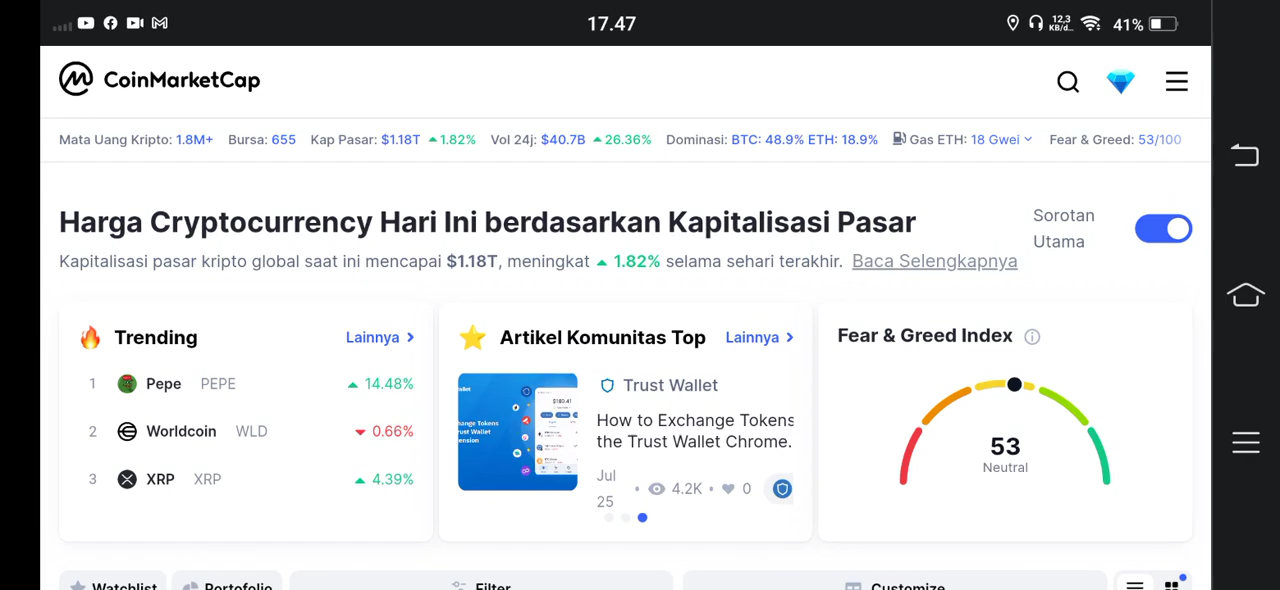 17.47
12,3
KB/d...
41%
CoinMarketCap
Mata Uang Kripto: 1.8M+ Bursa: 655 Kap Pasar: $1.18T 1.82% Vol 24j: $40.7B 26.36% Dominasi: BTC: 48.9% ETH: 18.9% Gas ETH: 18 Gwei Fear & Greed: 53/100
Harga Cryptocurrency Hari Ini berdasarkan Kapitalisasi Pasar
Sorotan
Utama
Kapitalisasi pasar kripto global saat ini mencapai $1.18T, meningkat 1.82% selama sehari terakhir. Baca Selengkapnya
Trending
Lainnya
1 Pepe PEPE 14.48%
2 Worldcoin WLD 0.66%
3 XRP XRP 4.39%
Artikel Komunitas Top
Lainnya
$180.41
Trust Wallet
How to Exchange Tokens
the Trust Wallet Chrome.
Jul
25
• 4.2K • 0
Fear & Greed Index
53
Neutral
Watchlist
Portofolio
Filter
Customize